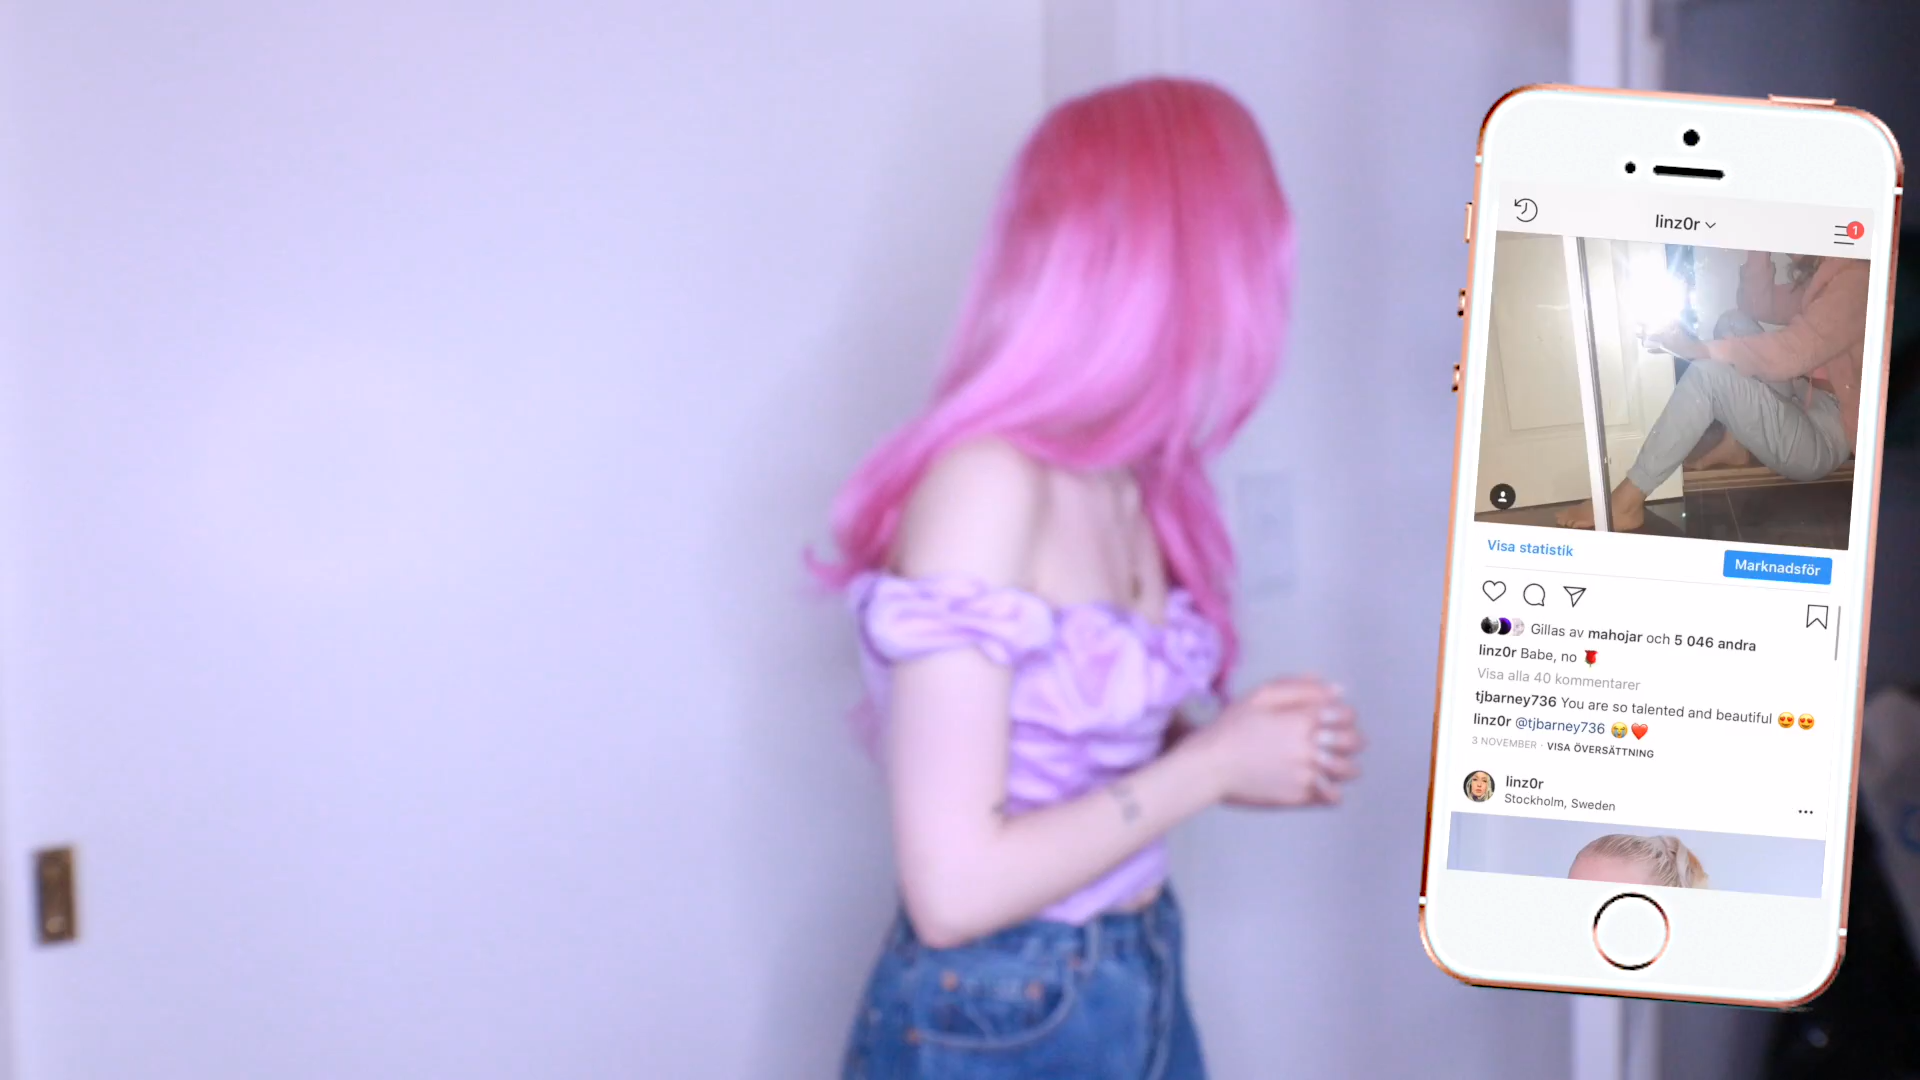 linz0r
1
Visa statistik
Marknadsför
Gillas av mahojar och 5 046 andra
linz0r Babe, no
Visa alla 40 kommentarer
tjbarney736 You are so talented and beautiful 😍😍
linz0r @tjbarney736 😭❤️
3 NOVEMBER · VISA ÖVERSÄTTNING
linz0r
Stockholm, Sweden